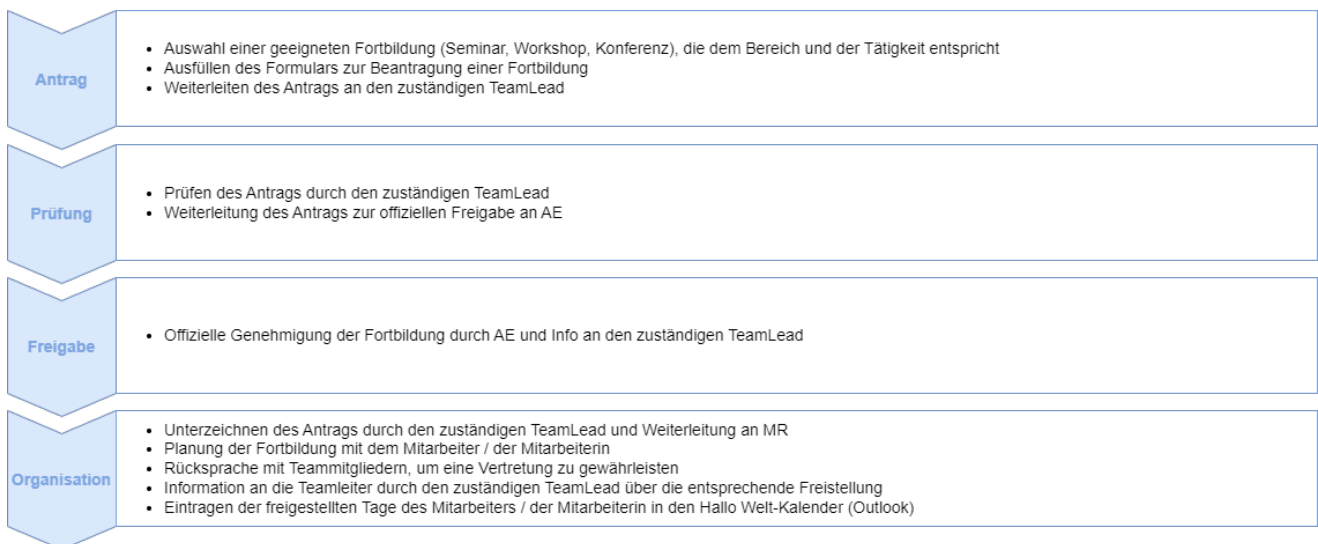 Antrag
• Auswahl einer geeigneten Fortbildung (Seminar, Workshop, Konferenz), die dem Bereich und der Tätigkeit entspricht
• Ausfüllen des Formulars zur Beantragung einer Fortbildung
• Weiterleiten des Antrags an den zuständigen TeamLead
Prüfung
• Prüfen des Antrags durch den zuständigen TeamLead
• Weiterleitung des Antrags zur offiziellen Freigabe an AE
Freigabe
• Offizielle Genehmigung der Fortbildung durch AE und Info an den zuständigen TeamLead
Organisation
• Unterzeichnen des Antrags durch den zuständigen TeamLead und Weiterleitung an MR
• Planung der Fortbildung mit dem Mitarbeiter / der Mitarbeiterin
• Rücksprache mit Teammitgliedern, um eine Vertretung zu gewährleisten
• Information an die Teamleiter durch den zuständigen TeamLead über die entsprechende Freistellung
• Eintragen der freigestellten Tage des Mitarbeiters / der Mitarbeiterin in den Hallo Welt-Kalender (Outlook)